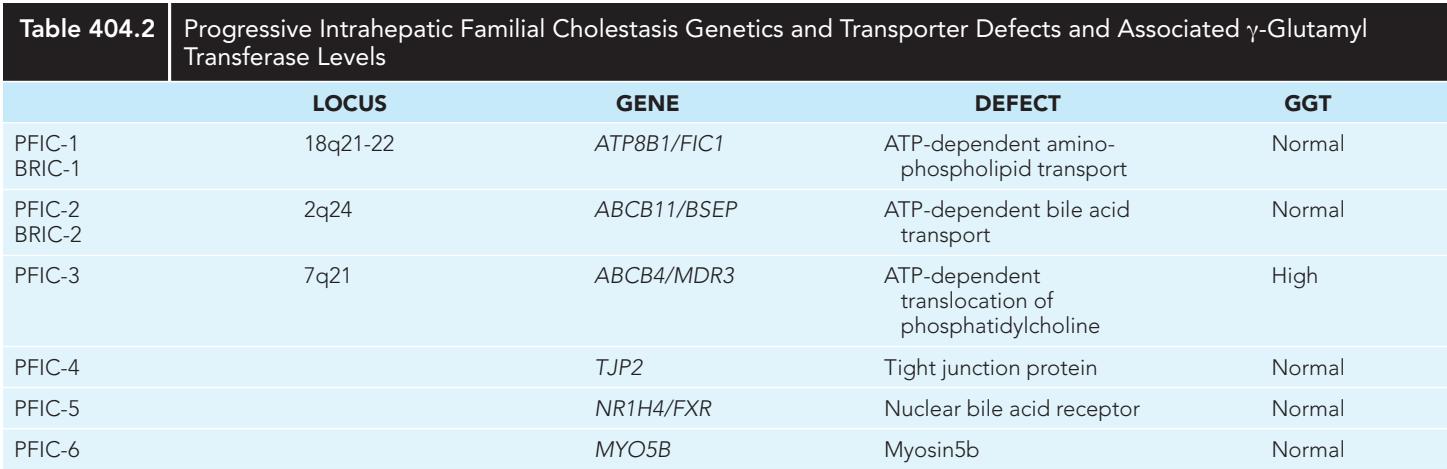 Table 404.2 Progressive Intrahepatic Familial Cholestasis Genetics and Transporter Defects and Associated γ-Glutamyl
Transferase Levels
LOCUS GENE DEFECT GGT
PFIC-1 18q21-22 ATP8B1/FIC1 ATP-dependent amino- Normal
BRIC-1 phospholipid transport
PFIC-2 2q24 ABCB11/BSEP ATP-dependent bile acid Normal
BRIC-2 transport
PFIC-3 7q21 ABCB4/MDR3 ATP-dependent High
translocation of
phosphatidylcholine
PFIC-4 TJP2 Tight junction protein Normal
PFIC-5 NR1H4/FXR Nuclear bile acid receptor Normal
PFIC-6 MYO5B Myosin5b Normal